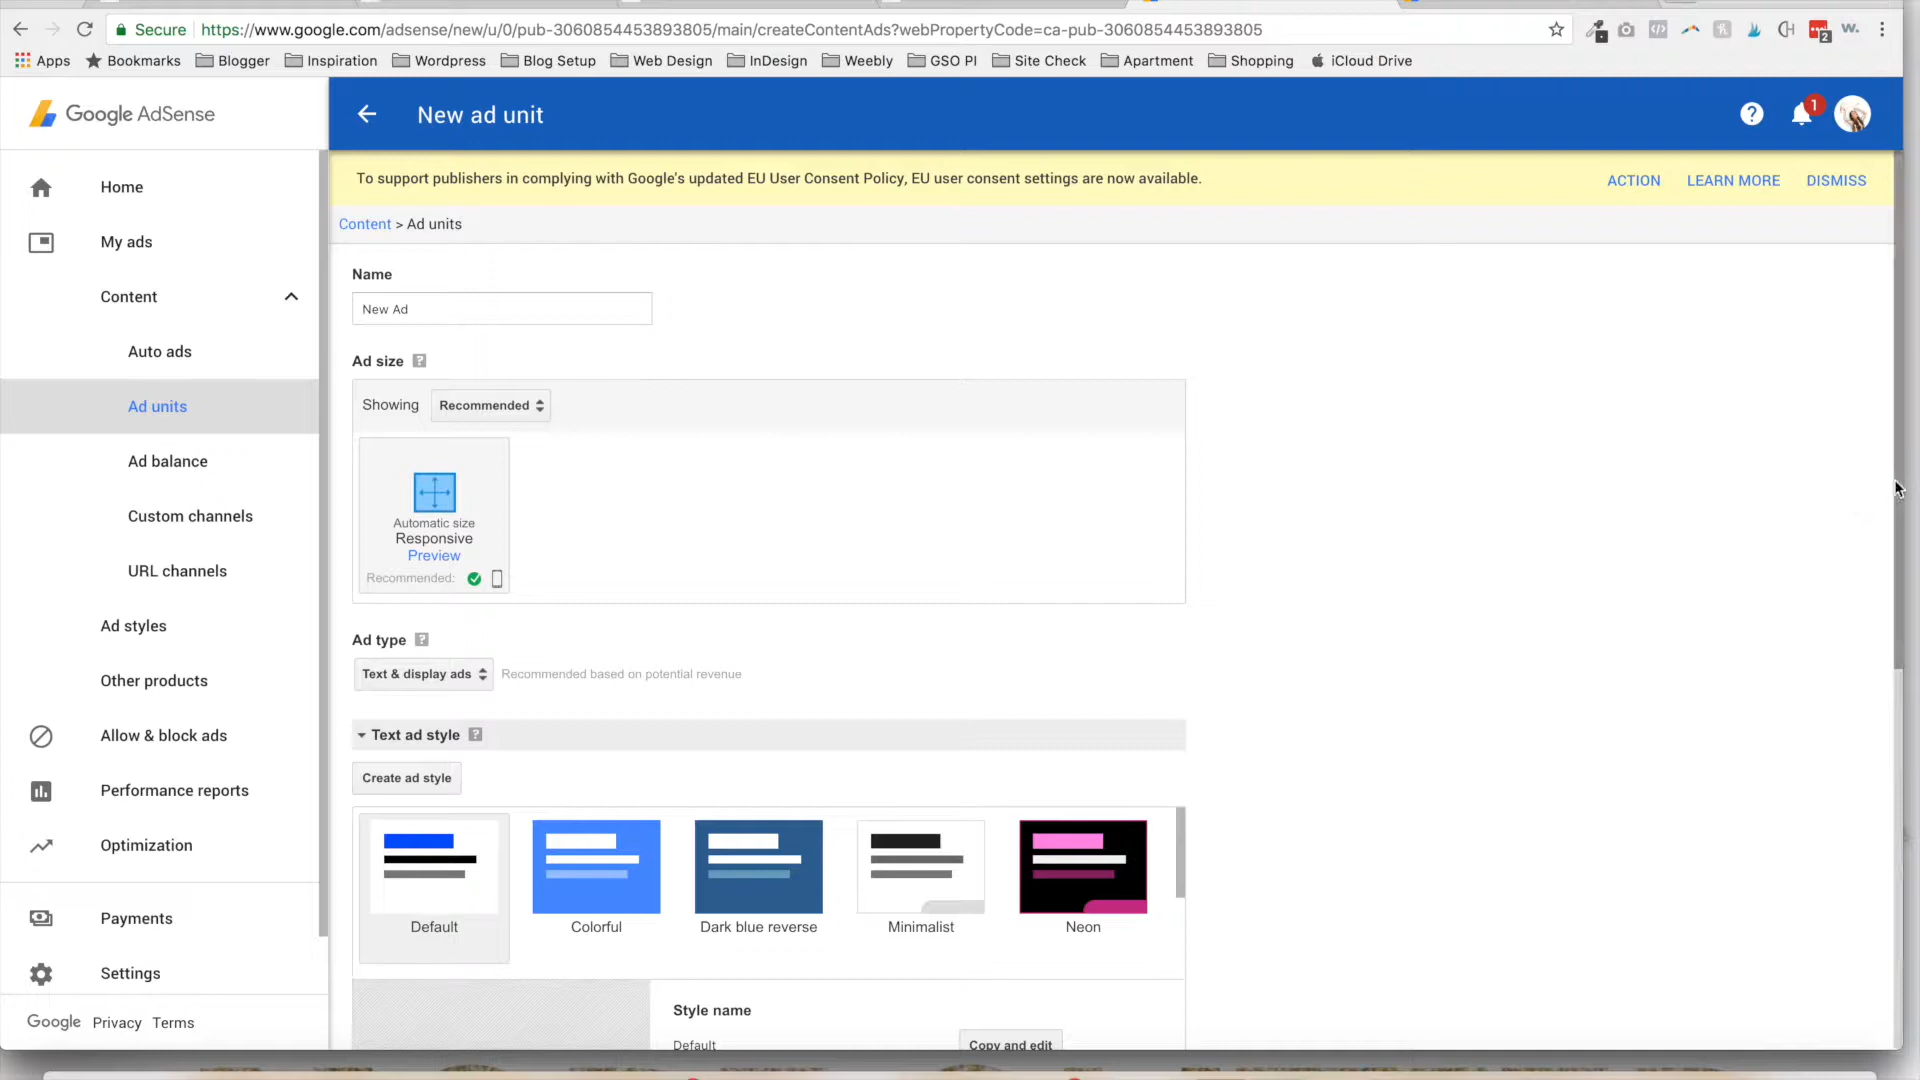 Secure https://www.google.com/adsense/new/u/0/pub-3060854453893805/main/createContentAds?webPropertyCode=ca-pub-3060854453893805
2
W.
Apps Bookmarks Blogger Inspiration Wordpress Blog Setup Web Design InDesign Weebly GSO PI Site Check Apartment Shopping iCloud Drive
Google AdSense
New ad unit
? 1
To support publishers in complying with Google's updated EU User Consent Policy, EU user consent settings are now available.
ACTION LEARN MORE DISMISS
Content > Ad units
Home
My ads
Content
Auto ads
Ad units
Ad balance
Custom channels
URL channels
Ad styles
Other products
Allow & block ads
Performance reports
Optimization
Payments
Settings
Google Privacy Terms
Name
New Ad
Ad size ?
Showing Recommended
Automatic size
Responsive
Preview
Recommended:
Ad type ?
Text & display ads Recommended based on potential revenue
Text ad style ?
Create ad style
Default Colorful Dark blue reverse Minimalist Neon
Style name
Default Copy and edit